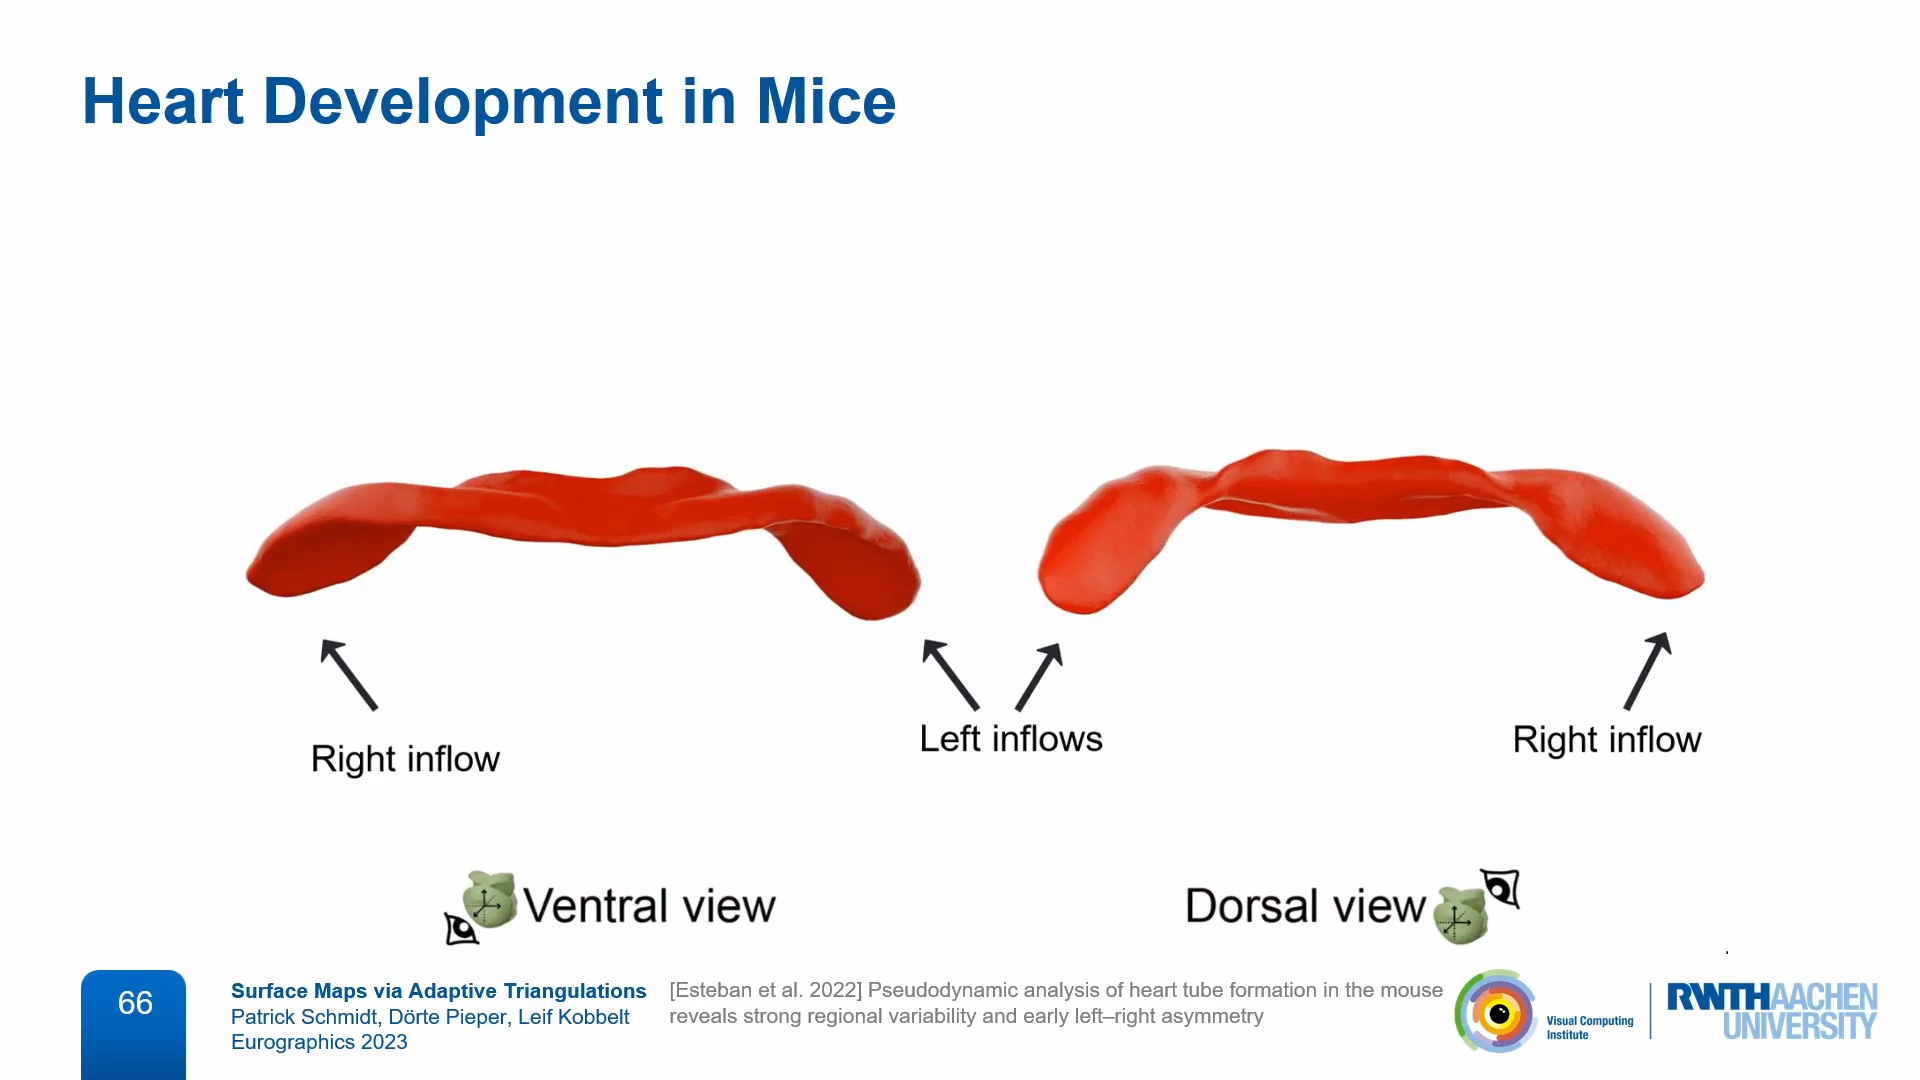 Heart Development in Mice
Right inflow
Left inflows
Right inflow
Ventral view
Dorsal view
66
Surface Maps via Adaptive Triangulations
Patrick Schmidt, Dörte Pieper, Leif Kobbelt
Eurographics 2023
[Esteban et al. 2022] Pseudodynamic analysis of heart tube formation in the mouse
reveals strong regional variability and early left–right asymmetry
Visual Computing
Institute
RWTHAACHEN
UNIVERSITY